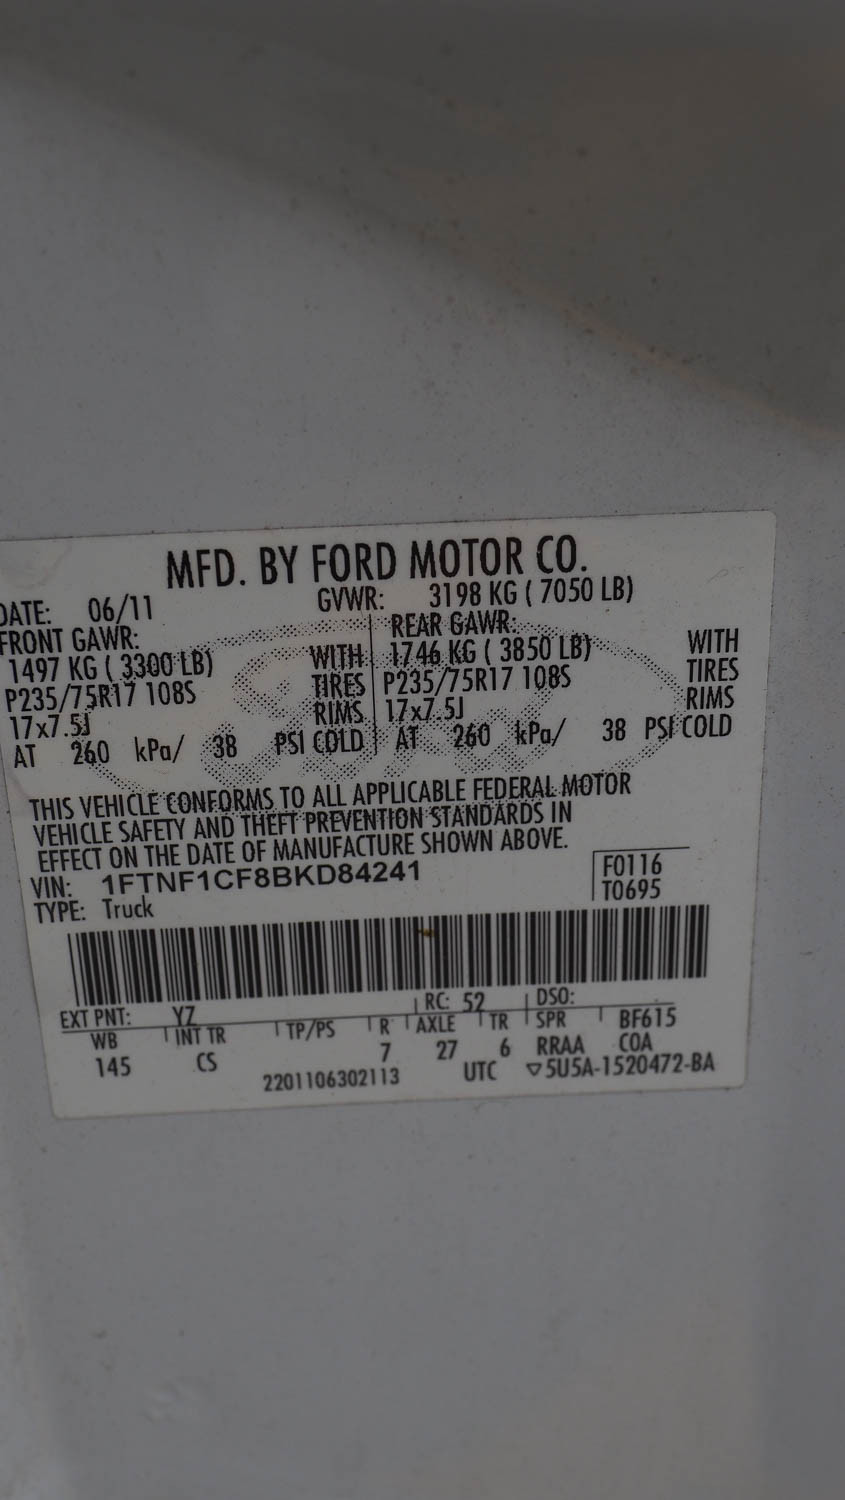 MFD. BY FORD MOTOR CO.
DATE: 06/11 GVWR: 3198 KG ( 7050 LB)
FRONT GAWR: REAR GAWR:
1497 KG ( 3300 LB) WITH 1746 KG ( 3850 LB) WITH
P235/75R17 108S TIRES P235/75R17 108S TIRES
17x7.5J RIMS 17x7.5J RIMS
AT 260 kPa/ 38 PSI COLD AT 260 kPa/ 38 PSI COLD
THIS VEHICLE CONFORMS TO ALL APPLICABLE FEDERAL MOTOR
VEHICLE SAFETY AND THEFT PREVENTION STANDARDS IN
EFFECT ON THE DATE OF MANUFACTURE SHOWN ABOVE.
VIN: 1FTNF1CF8BKD84241 F0116
TYPE: Truck T0695
EXT PNT: YZ RC: 52 DSO:
WB INT TR TP/PS R AXLE TR SPR BF615
145 CS 7 27 6 RRAA COA
2201106302113 UTC ▽5U5A-1520472-BA